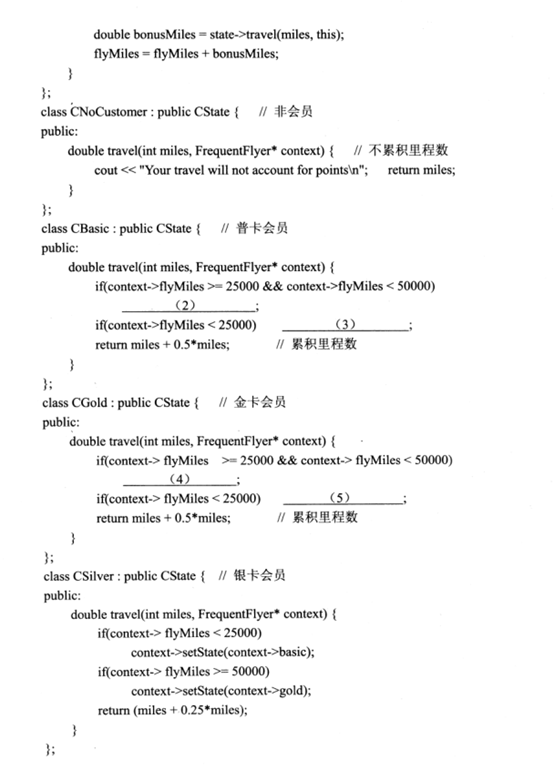 double bonusMiles = state->travel(miles, this);
flyMiles = flyMiles + bonusMiles;
}
};
class CNoCustomer : public CState { // 非会员
public:
double travel(int miles, FrequentFlyer* context) { // 不累积里程数
cout << "Your travel will not account for points\n"; return miles;
}
};
class CBasic : public CState { // 普卡会员
public:
double travel(int miles, FrequentFlyer* context) {
if(context->flyMiles >= 25000 && context->flyMiles < 50000)
(2) ;
if(context->flyMiles < 25000) (3) ;
return miles + 0.5*miles; // 累积里程数
}
};
class CGold : public CState { // 金卡会员
public:
double travel(int miles, FrequentFlyer* context) {
if(context-> flyMiles >= 25000 && context-> flyMiles < 50000)
(4) ;
if(context-> flyMiles < 25000) (5) ;
return miles + 0.5*miles; // 累积里程数
}
};
class CSilver : public CState { // 银卡会员
public:
double travel(int miles, FrequentFlyer* context) {
if(context-> flyMiles < 25000)
context->setState(context->basic);
if(context-> flyMiles >= 50000)
context->setState(context->gold);
return (miles + 0.25*miles);
}
};